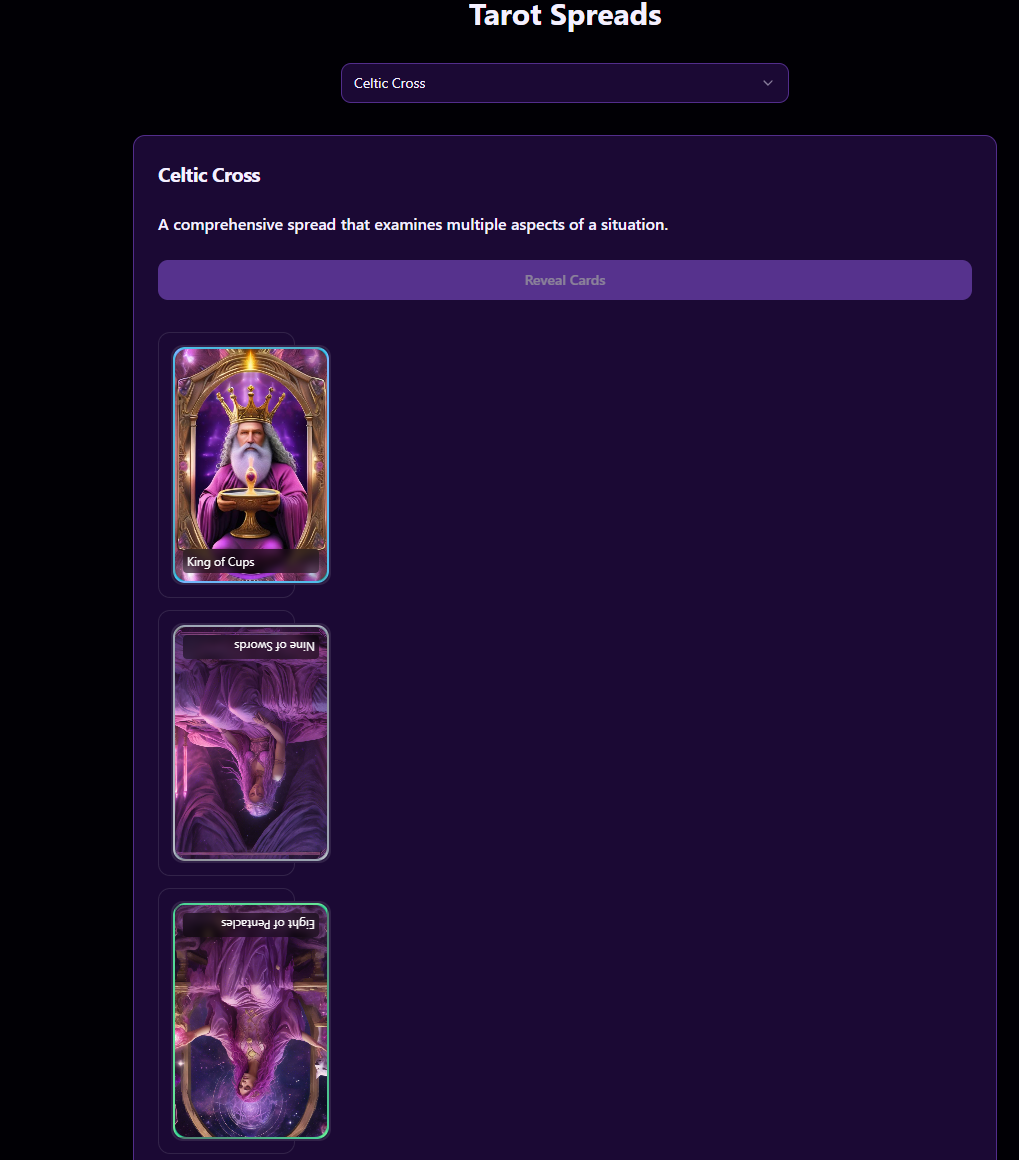 Tarot Spreads
Celtic Cross
Celtic Cross
A comprehensive spread that examines multiple aspects of a situation.
Reveal Cards
King of Cups
Nine of Swords
Eight of Pentacles